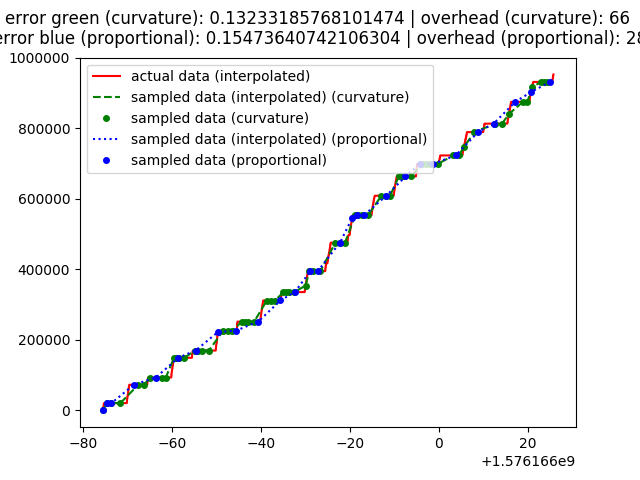 error green (curvature): 0.13233185768101474 | overhead (curvature): 66
error blue (proportional): 0.15473640742106304 | overhead (proportional): 28
1000000
800000
600000
400000
200000
0
actual data (interpolated)
sampled data (interpolated) (curvature)
sampled data (curvature)
sampled data (interpolated) (proportional)
sampled data (proportional)
−80 −60 −40 −20 0 20
+1.576166e9